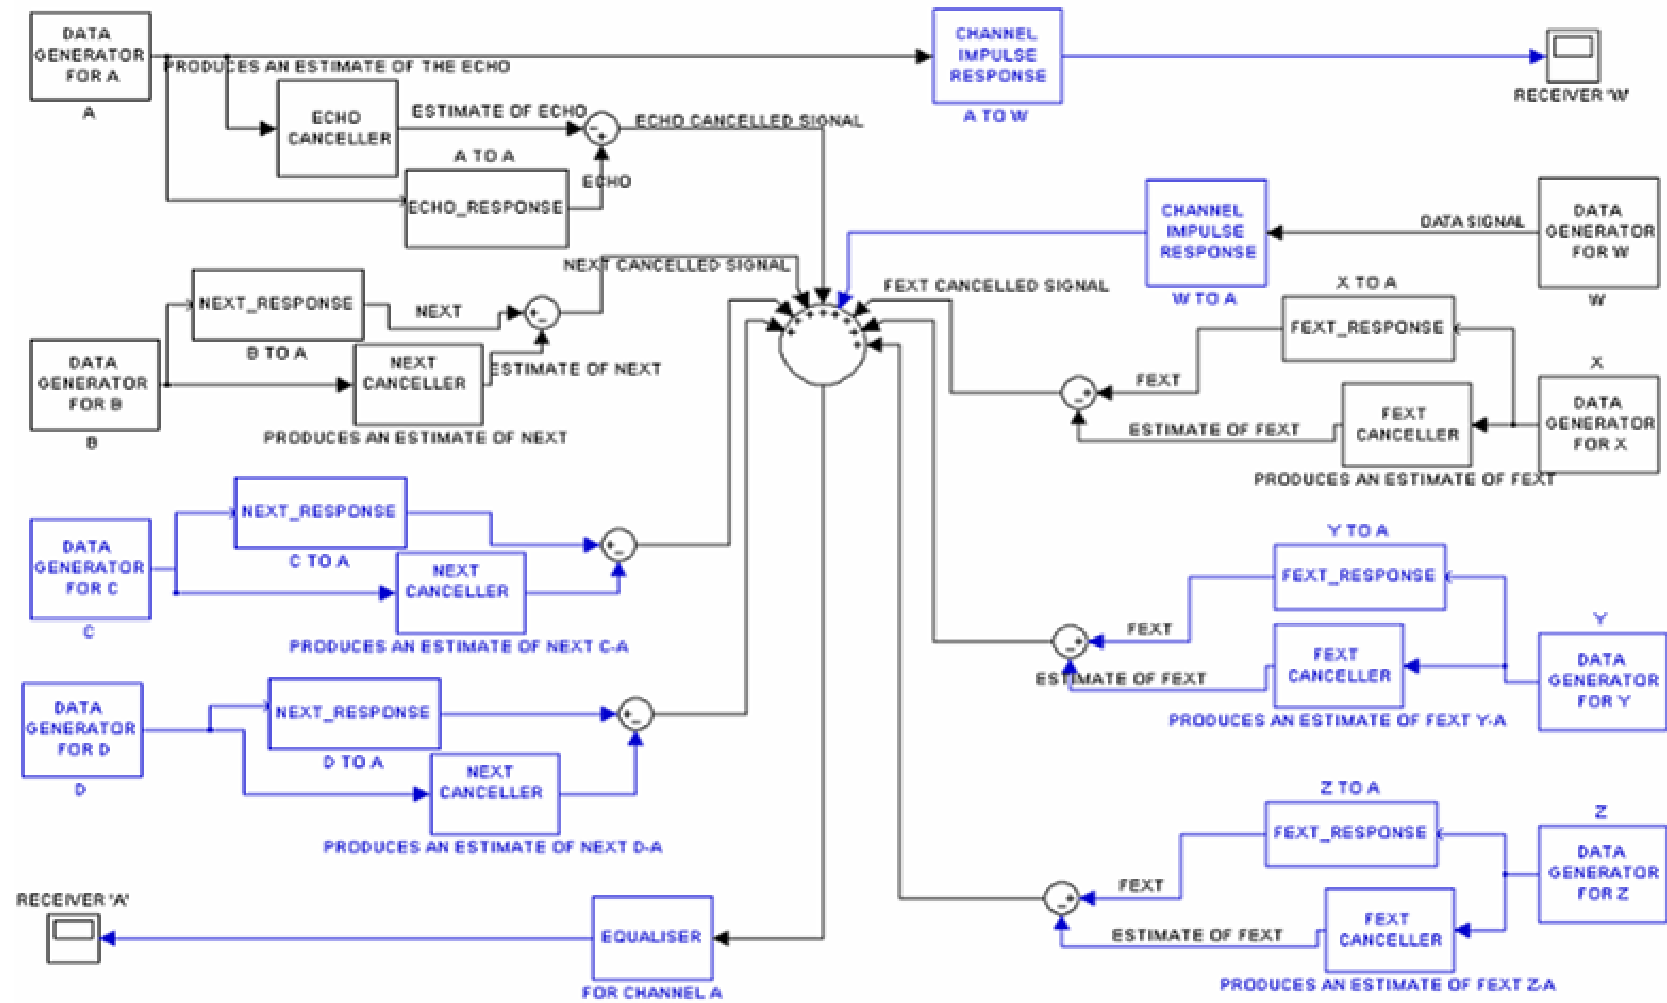 DATA
GENERATOR
FOR A
A
PRODUCES AN ESTIMATE OF THE ECHO
ECHO
CANCELLER
ESTIMATE OF ECHO
A TO A
ECHO_RESPONSE
ECHO
ECHO CANCELLED SIGNAL
CHANNEL
IMPULSE
RESPONSE
A TO W
RECEIVER 'W'
CHANNEL
IMPULSE
RESPONSE
W TO A
DATA SIGNAL
DATA
GENERATOR
FOR W
W
NEXT_RESPONSE
B TO A
NEXT
NEXT CANCELLED SIGNAL
DATA
GENERATOR
FOR B
B
NEXT
CANCELLER
ESTIMATE OF NEXT
PRODUCES AN ESTIMATE OF NEXT
FEXT CANCELLED SIGNAL
X TO A
FEXT_RESPONSE
FEXT
X
DATA
GENERATOR
FOR X
FEXT
CANCELLER
ESTIMATE OF FEXT
PRODUCES AN ESTIMATE OF FEXT
NEXT_RESPONSE
C TO A
DATA
GENERATOR
FOR C
C
NEXT
CANCELLER
PRODUCES AN ESTIMATE OF NEXT C-A
Y TO A
FEXT_RESPONSE
FEXT
Y
DATA
GENERATOR
FOR Y
FEXT
CANCELLER
ESTIMATE OF FEXT
PRODUCES AN ESTIMATE OF FEXT Y-A
DATA
GENERATOR
FOR D
D
NEXT_RESPONSE
D TO A
NEXT
CANCELLER
PRODUCES AN ESTIMATE OF NEXT D-A
Z TO A
FEXT_RESPONSE
FEXT
Z
DATA
GENERATOR
FOR Z
FEXT
CANCELLER
ESTIMATE OF FEXT
PRODUCES AN ESTIMATE OF FEXT Z-A
RECEIVER 'A'
EQUALISER
FOR CHANNEL A